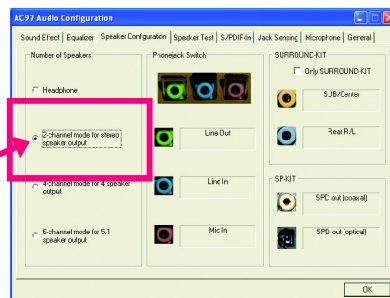 AC97 Audio Configuration
Sound Effect | Equalizer | Speaker Configuration | Speaker Test | S/PDIF-In | Jack Sensing | Microphone | General
Number of Speakers
Headphone
2-channel mode for stereo
speaker output
4-channel mode for 4 speaker
output
6-channel mode for 5.1
speaker output
Phonejack Switch
Line Out
Line In
Mic In
SURROUND-KIT
Only SURROUND-KIT
SUB/Center
Rear R/L
SP-KIT
SPD out (coaxial)
SPD out (optical)
OK